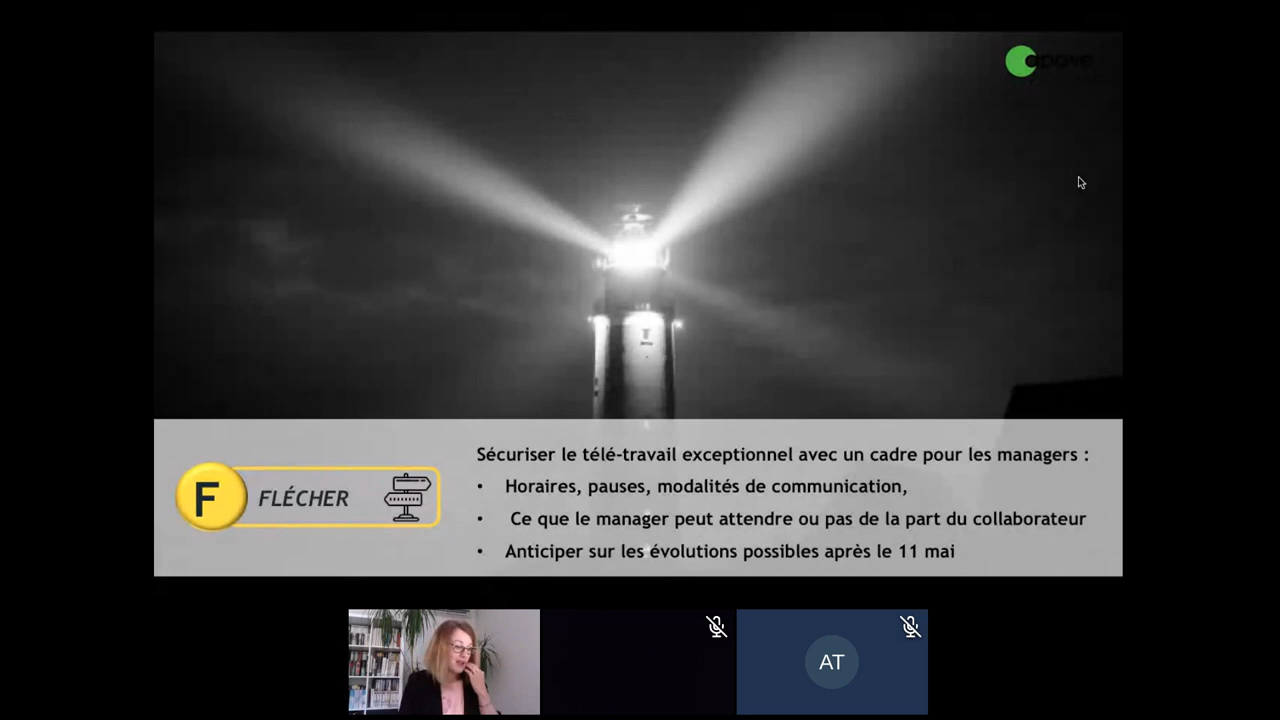 apave
Sécuriser le télé-travail exceptionnel avec un cadre pour les managers :
• Horaires, pauses, modalités de communication,
F FLÉCHER
• Ce que le manager peut attendre ou pas de la part du collaborateur
• Anticiper sur les évolutions possibles après le 11 mai
AT